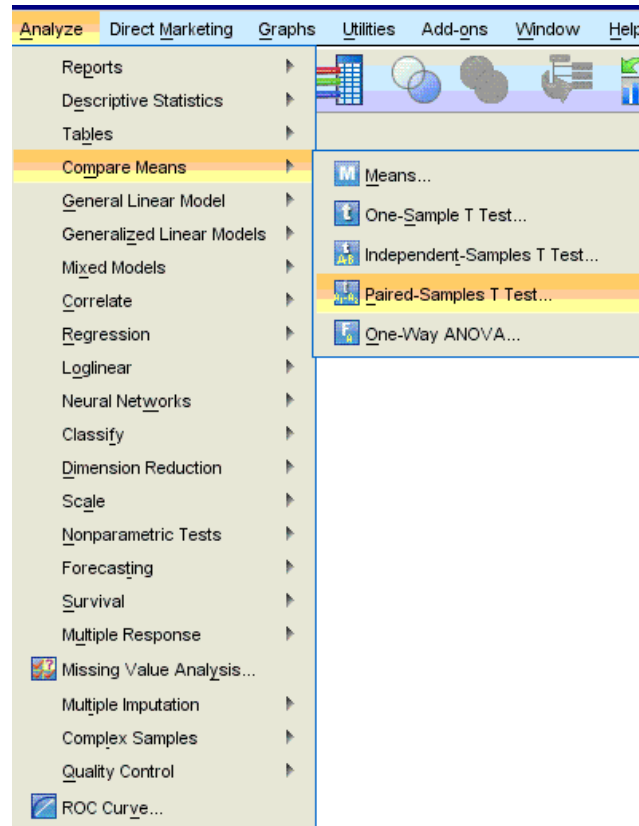 Analyze Direct Marketing Graphs Utilities Add-ons Window Help
Reports
Descriptive Statistics
Tables
Compare Means
General Linear Model
Generalized Linear Models
Mixed Models
Correlate
Regression
Loglinear
Neural Networks
Classify
Dimension Reduction
Scale
Nonparametric Tests
Forecasting
Survival
Multiple Response
Missing Value Analysis...
Multiple Imputation
Complex Samples
Quality Control
ROC Curve...
M Means...
t One-Sample T Test...
Independent-Samples T Test...
Paired-Samples T Test...
One-Way ANOVA...